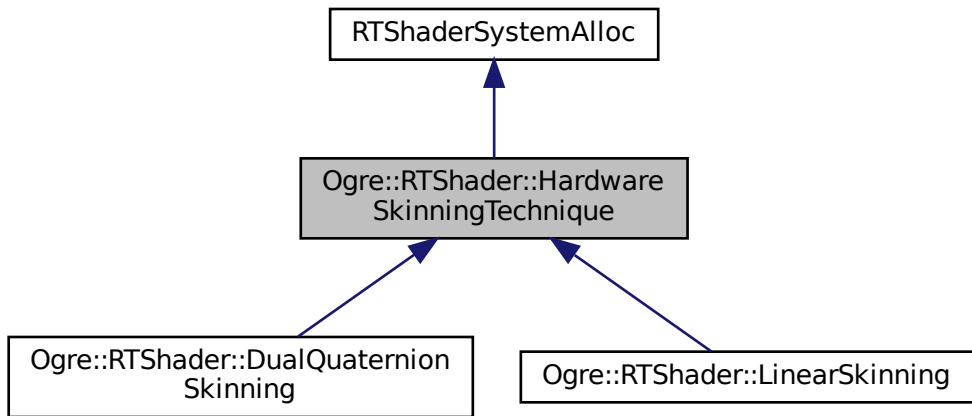 RTShaderSystemAlloc
Ogre::RTShader::Hardware
SkinningTechnique
Ogre::RTShader::DualQuaternion
Skinning
Ogre::RTShader::LinearSkinning